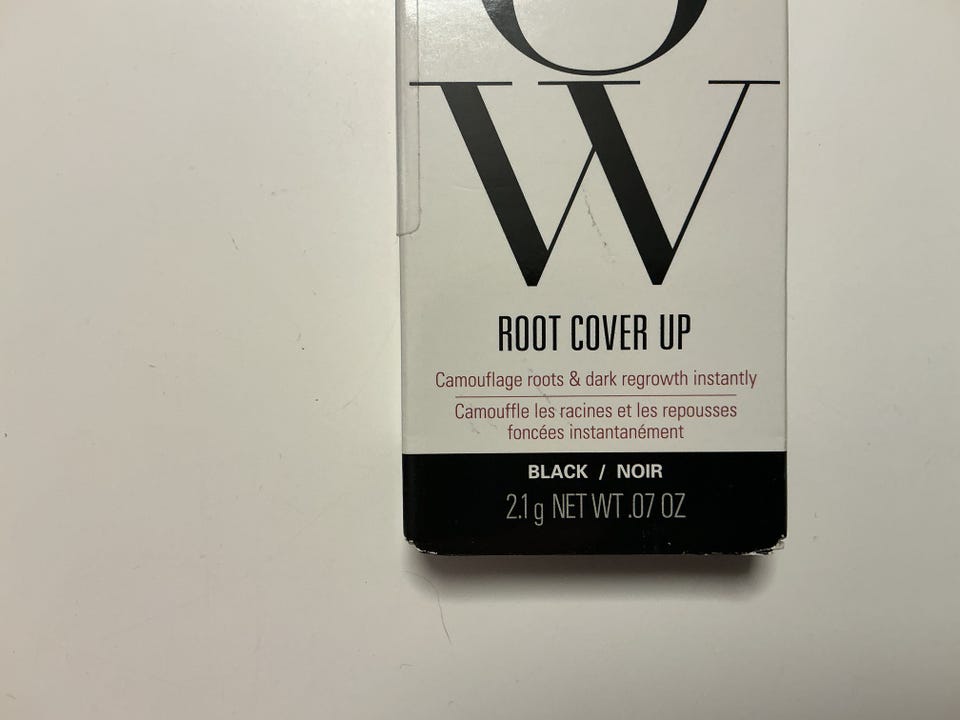 OW
ROOT COVER UP
Camouflage roots & dark regrowth instantly
Camouffle les racines et les repousses
foncées instantanément
BLACK / NOIR
2.1 g NET WT .07 OZ